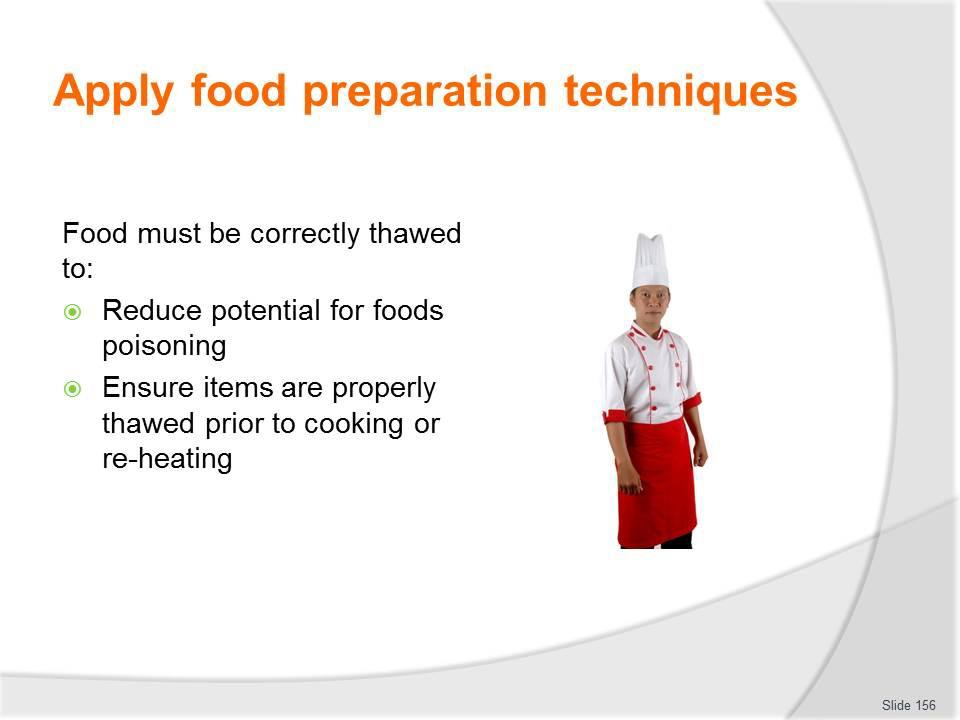 Apply food preparation techniques
Food must be correctly thawed
to:
Reduce potential for foods
poisoning
Ensure items are properly
thawed prior to cooking or
re-heating
Slide 156